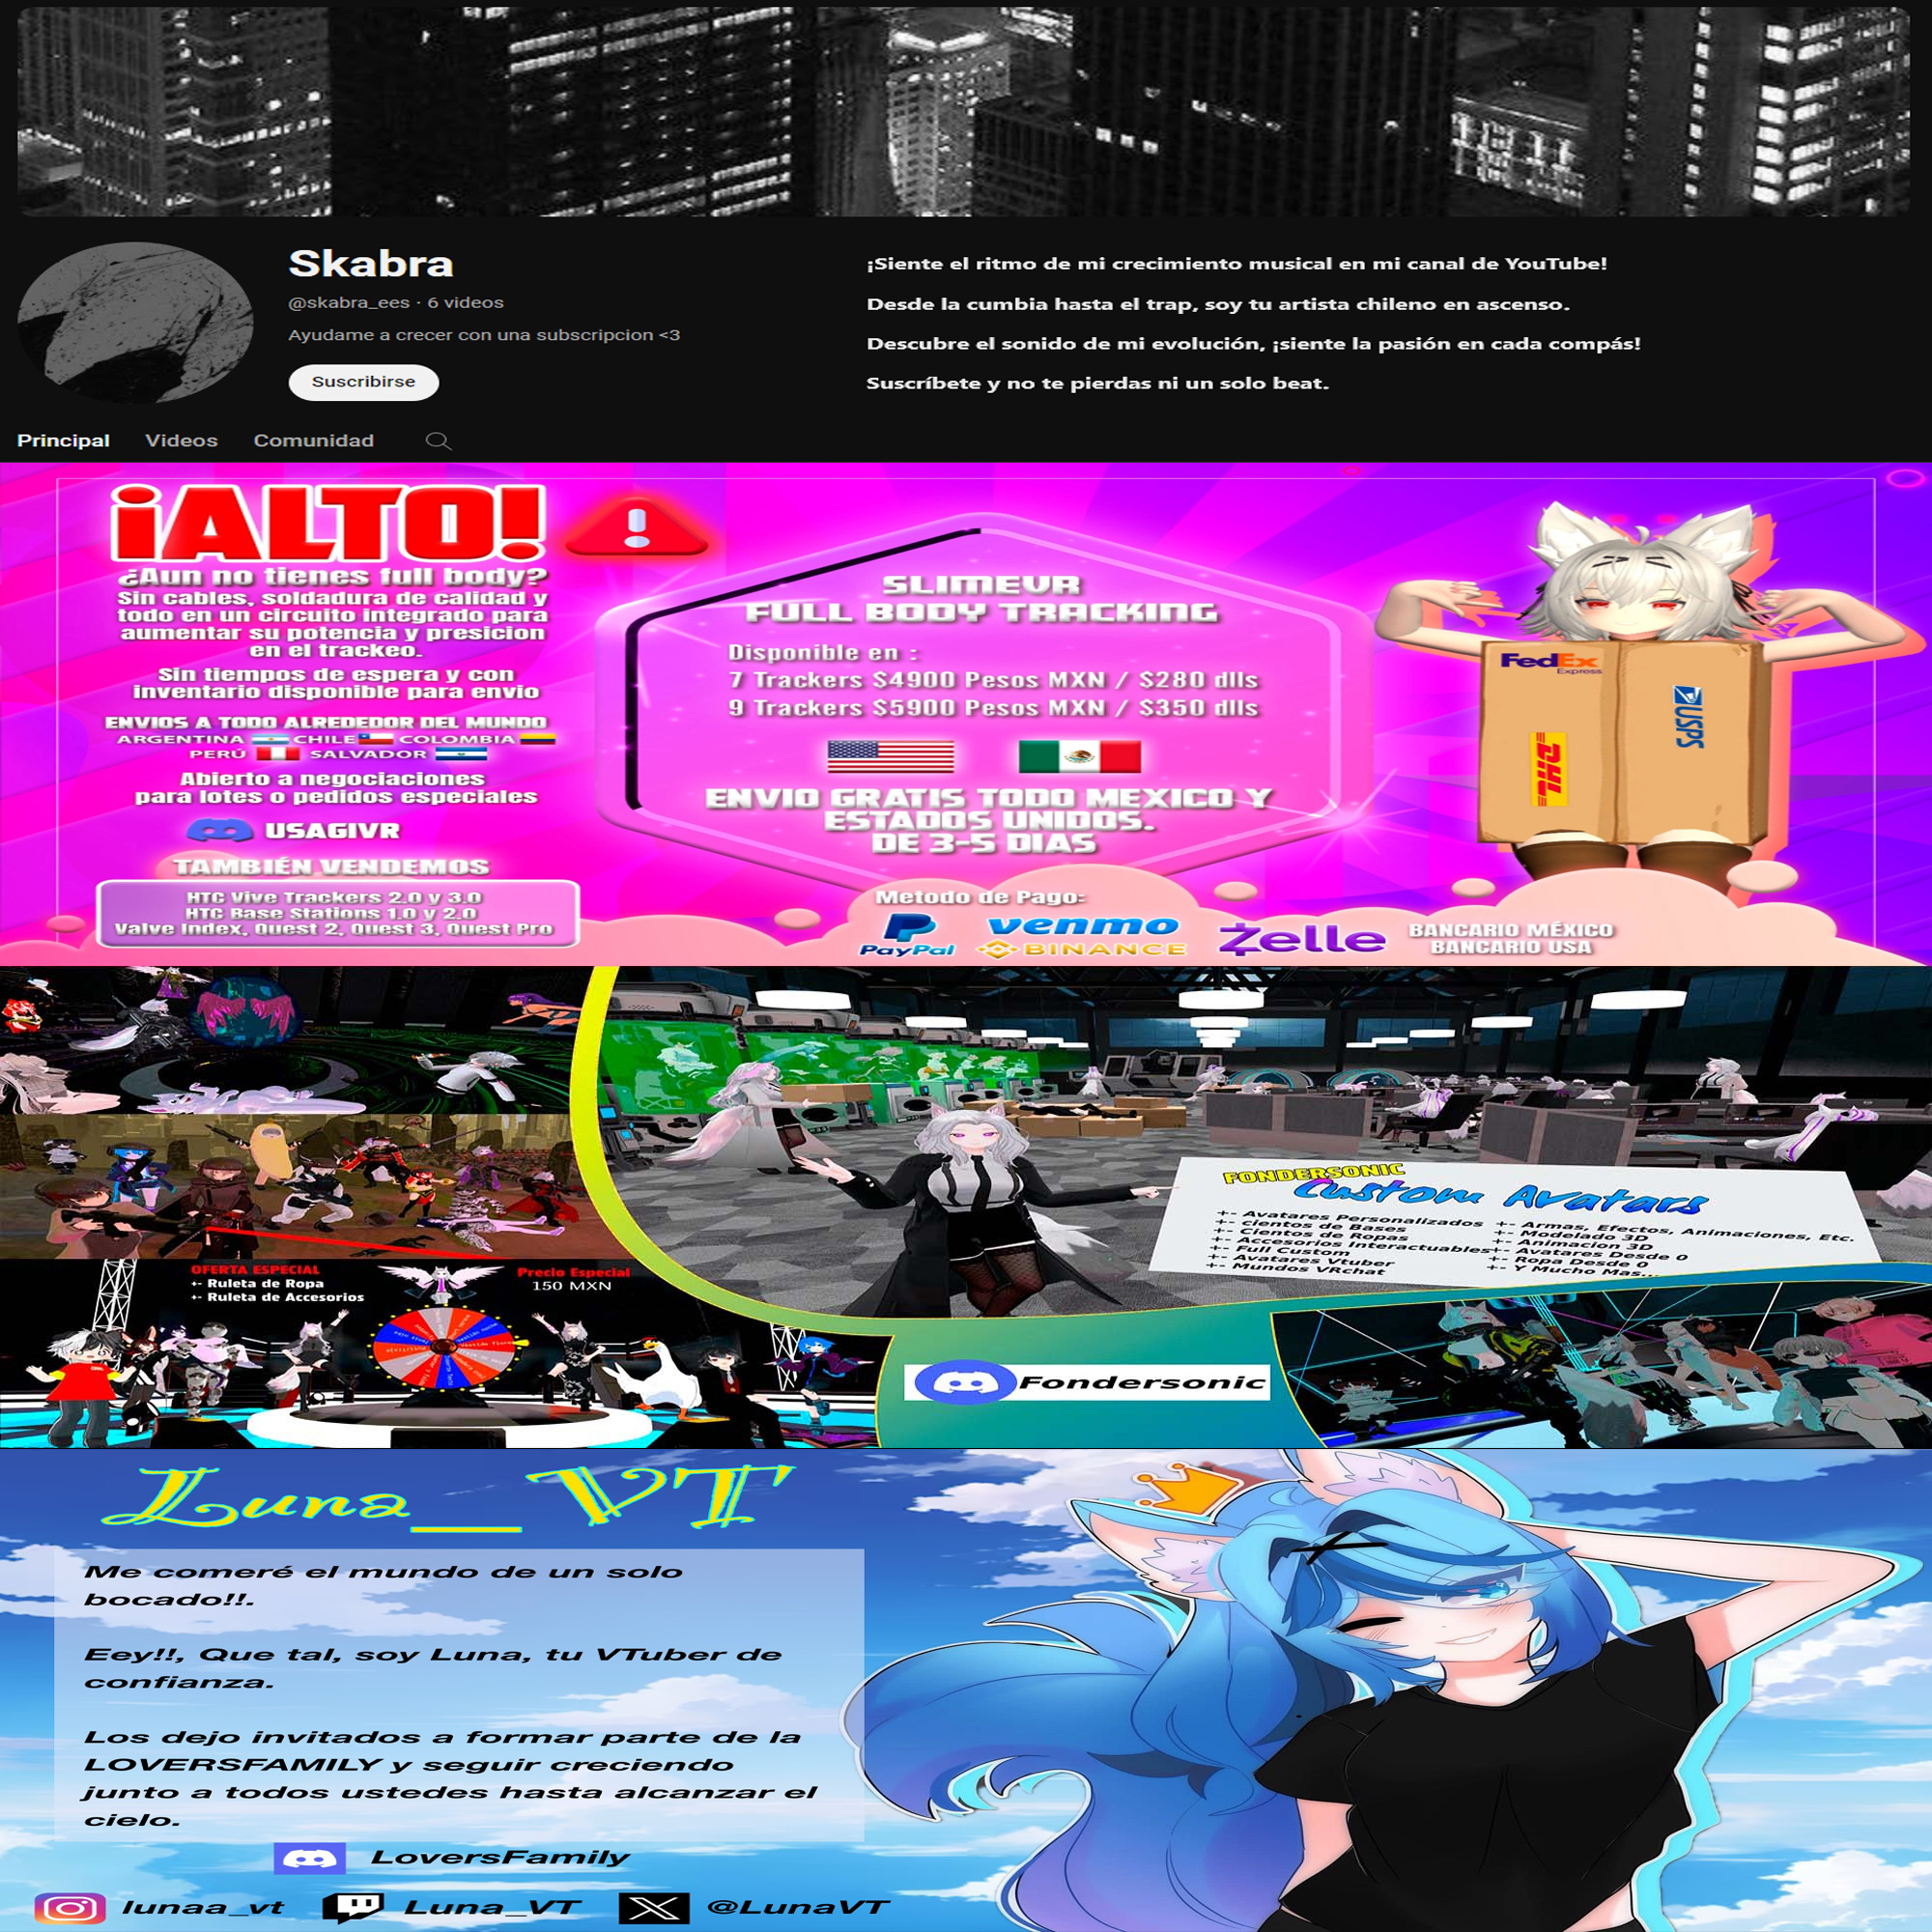 Skabra
@skabra_ees · 6 videos
Ayudame a crecer con una subscripcion <3
Suscribirse
¡Siente el ritmo de mi crecimiento musical en mi canal de YouTube!
Desde la cumbia hasta el trap, soy tu artista chileno en ascenso.
Descubre el sonido de mi evolución, ¡siente la pasión en cada compás!
Suscríbete y no te pierdas ni un solo beat.
Principal Videos Comunidad
¡ALTO!
¿Aun no tienes full body?
Sin cables, soldadura de calidad y
todo en un circuito integrado para
aumentar su potencia y presicion
en el trackeo.
Sin tiempos de espera y con
inventario disponible para envio
ENVIOS A TODO ALREDEDOR DEL MUNDO
ARGENTINA CHILE COLOMBIA
PERÚ SALVADOR
Abierto a negociaciones
para lotes o pedidos especiales
USAGIVR
TAMBIÉN VENDEMOS
HTC Vive Trackers 2.0 y 3.0
HTC Base Stations 1.0 y 2.0
Valve Index, Quest 2, Quest 3, Quest Pro
SLIMEVR
FULL BODY TRACKING
Disponible en :
7 Trackers $4900 Pesos MXN / $280 dlls
9 Trackers $5900 Pesos MXN / $350 dlls
ENVIO GRATIS TODO MEXICO Y
ESTADOS UNIDOS.
DE 3-5 DIAS
Metodo de Pago:
PayPal
venmo
BINANCE
Zelle
BANCARIO MÉXICO
BANCARIO USA
FedEx
Express
USPS
DHL
FONDERSONIC
Custom Avatars
+- Avatares Personalizados
+- cientos de Bases
+- Cientos de Ropas
+- Accesorios Interactuables
+- Full Custom
+- Avatares Vtuber
+- Mundos VRchat
+- Armas, Efectos, Animaciones, Etc.
+- Modelado 3D
+- Animacion 3D
+- Avatares Desde 0
+- Ropa Desde 0
+- Y Mucho Mas...
OFERTA ESPECIAL
+- Ruleta de Ropa
+- Ruleta de Accesorios
Precio Especial
150 MXN
Fondersonic
Luna_VT
Me comeré el mundo de un solo
bocado!!.
Eey!!, Que tal, soy Luna, tu VTuber de
confianza.
Los dejo invitados a formar parte de la
LOVERSFAMILY y seguir creciendo
junto a todos ustedes hasta alcanzar el
cielo.
LoversFamily
lunaa_vt
Luna_VT
@LunaVT